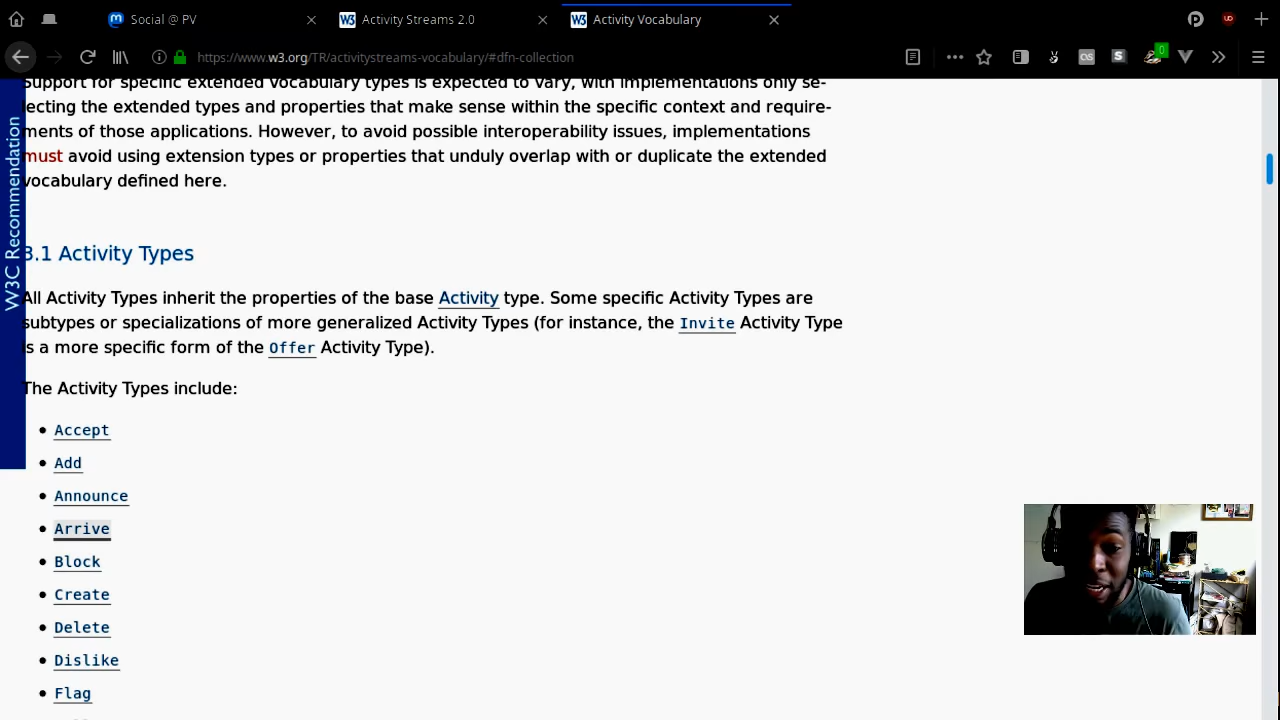 Social @ PV
Activity Streams 2.0
Activity Vocabulary
https://www.w3.org/TR/activitystreams-vocabulary/#dfn-collection
0
Support for specific extended vocabulary types is expected to vary, with implementations only se-
lecting the extended types and properties that make sense within the specific context and require-
ments of those applications. However, to avoid possible interoperability issues, implementations
must avoid using extension types or properties that unduly overlap with or duplicate the extended
vocabulary defined here.
W3C Recommendation
3.1 Activity Types
All Activity Types inherit the properties of the base Activity type. Some specific Activity Types are
subtypes or specializations of more generalized Activity Types (for instance, the Invite Activity Type
is a more specific form of the Offer Activity Type).
The Activity Types include:
Accept
Add
Announce
Arrive
Block
Create
Delete
Dislike
Flag